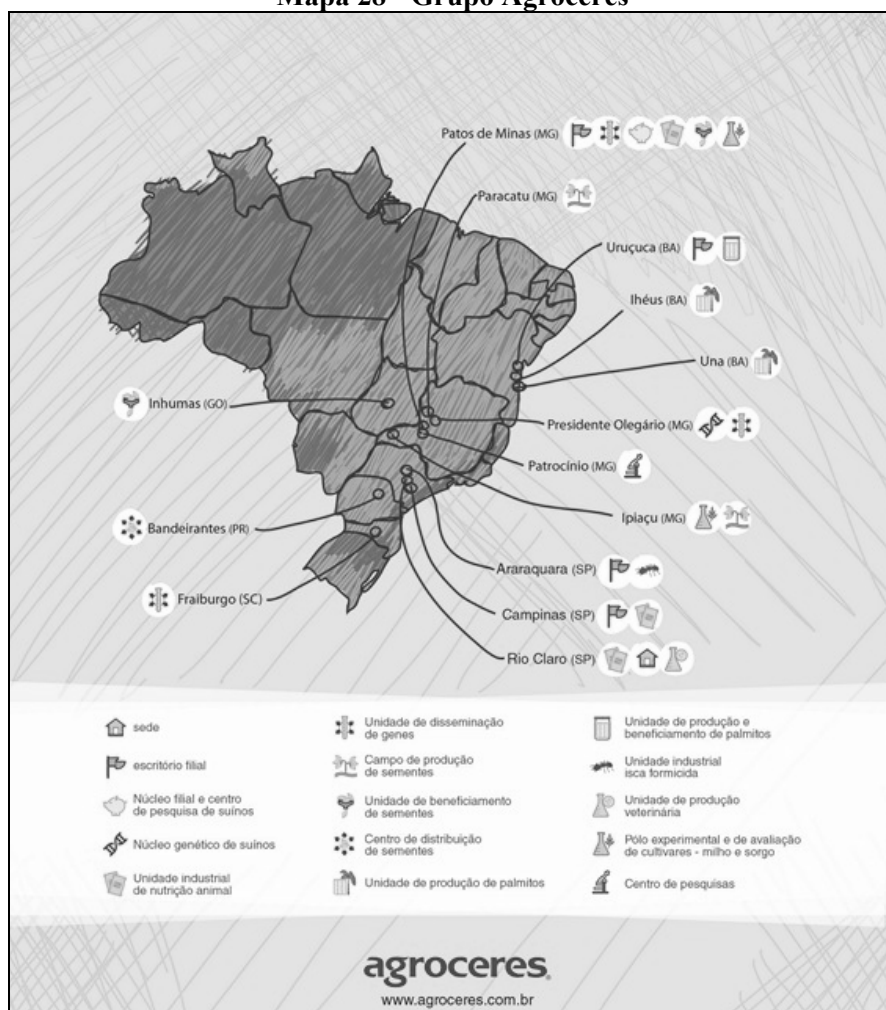 Mapa 28 - Grupo Agroceres
Patos de Minas (MG)
Paracatu (MG)
Uruçuca (BA)
Ihéus (BA)
Una (BA)
Inhumas (GO)
Presidente Olegário (MG)
Patrocínio (MG)
Ipiaçu (MG)
Bandeirantes (PR)
Araraquara (SP)
Fraiburgo (SC)
Campinas (SP)
Rio Claro (SP)
sede
escritório filial
Núcleo filial e centro
de pesquisa de suínos
Núcleo genético de suínos
Unidade industrial
de nutrição animal
Unidade de disseminação
de genes
Campo de produção
de sementes
Unidade de beneficiamento
de sementes
Centro de distribuição
de sementes
Unidade de produção de palmitos
Unidade de produção e
beneficiamento de palmitos
Unidade industrial
isca formicida
Unidade de produção
veterinária
Pólo experimental e de avaliação
de cultivares - milho e sorgo
Centro de pesquisas
agroceres
www.agroceres.com.br